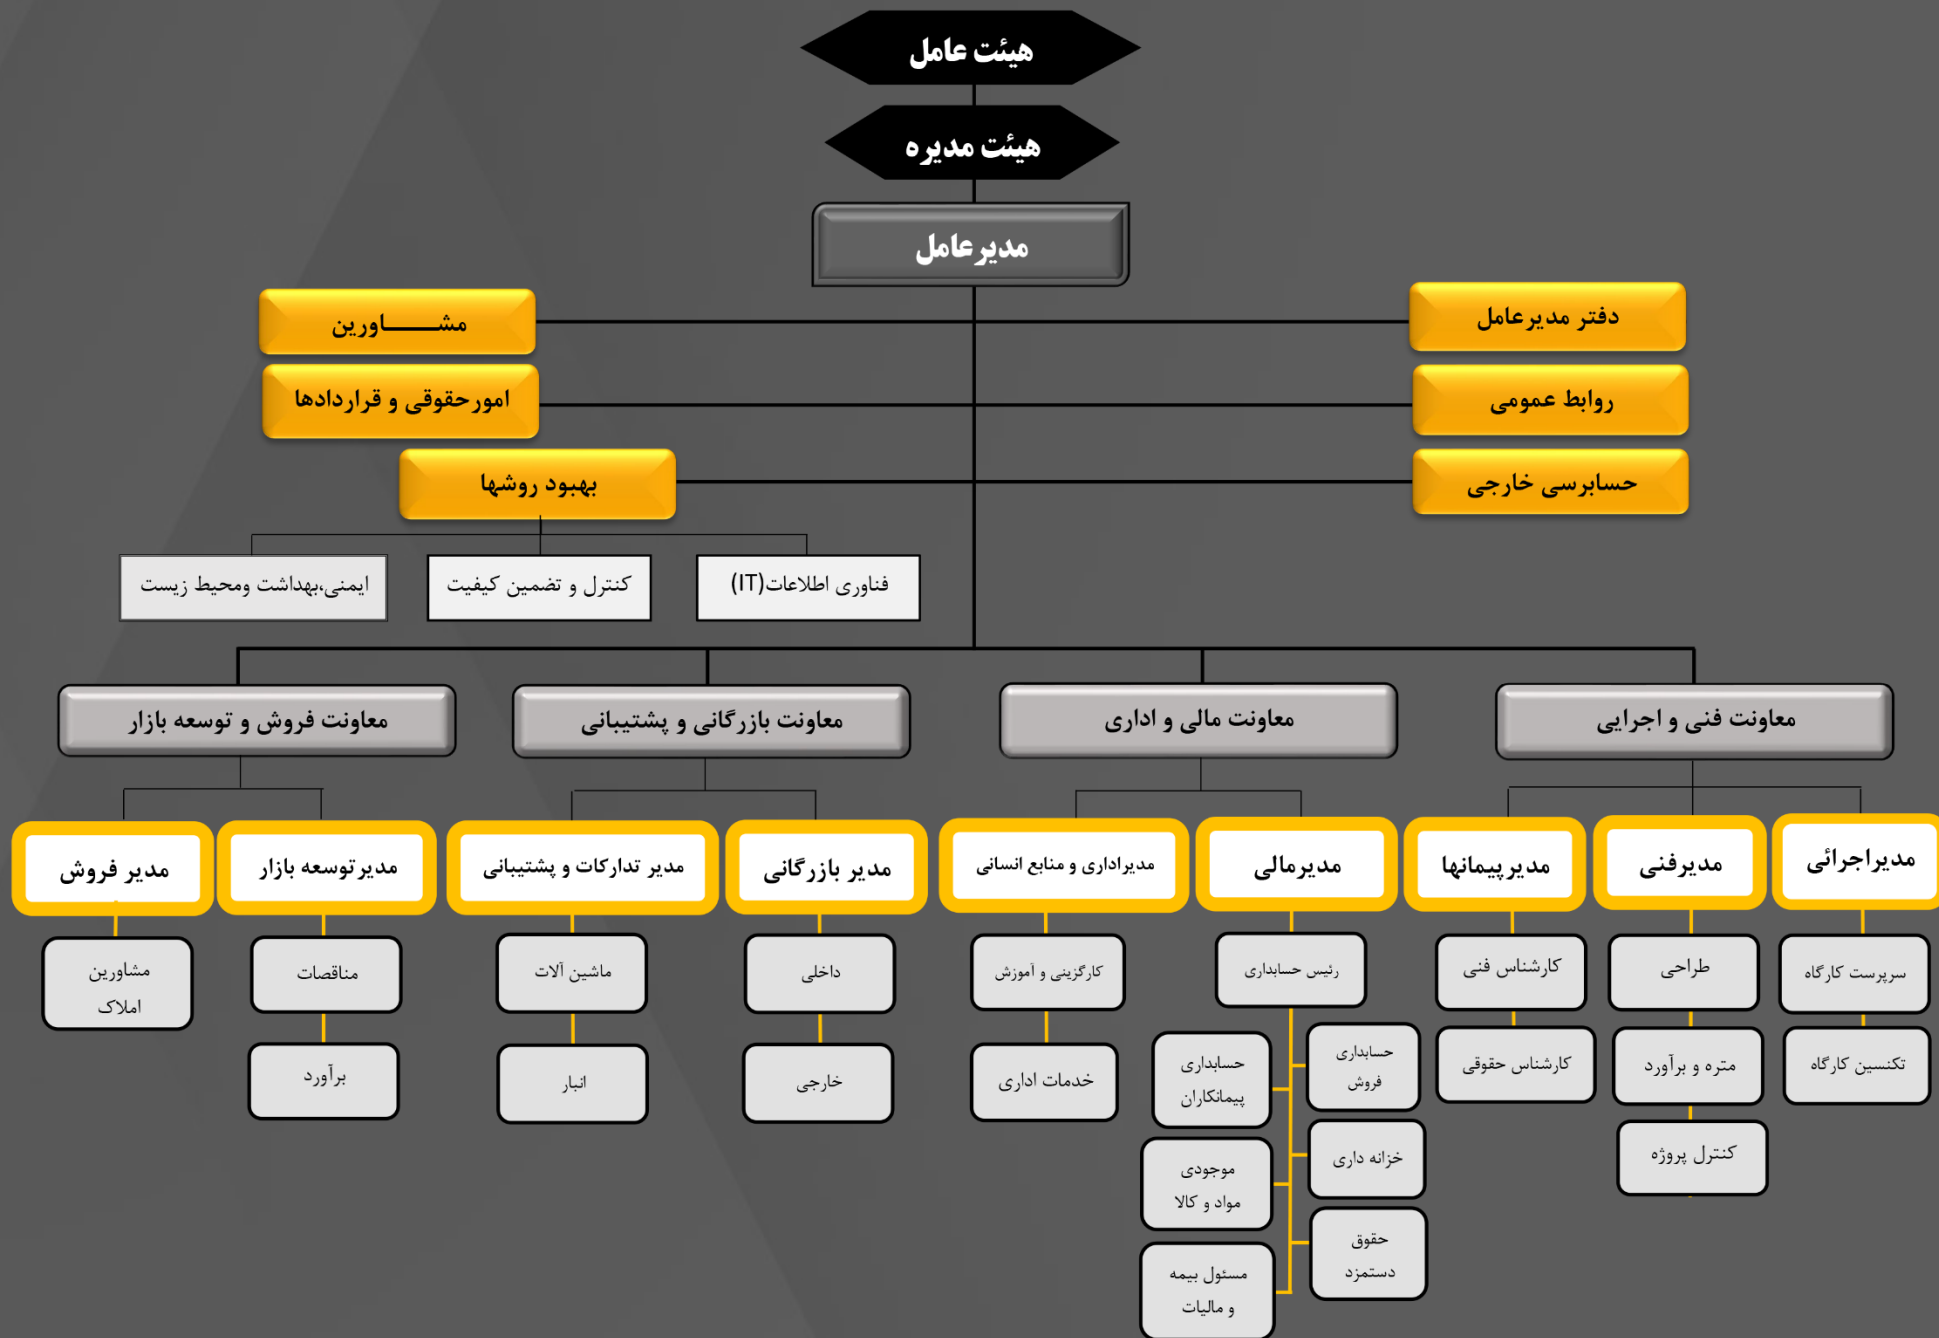 هیئت عامل
هیئت مدیره
مدیرعامل
دفتر مدیرعامل
مشـــــاورین
روابط عمومی
امورحقوقی و قراردادها
حسابرسی خارجی
بهبود روشها
فناوری اطلاعات(IT)
کنترل و تضمین کیفیت
ایمنی،بهداشت ومحیط زیست
معاونت فنی و اجرایی
معاونت مالی و اداری
معاونت بازرگانی و پشتیبانی
معاونت فروش و توسعه بازار
مدیراجرائی
مدیرفنی
مدیرپیمانها
مدیرمالی
مدیراداری و منابع انسانی
مدیر بازرگانی
مدیر تدارکات و پشتیبانی
مدیرتوسعه بازار
مدیر فروش
سرپرست کارگاه
طراحی
کارشناس فنی
رئیس حسابداری
کارگزینی و آموزش
داخلی
ماشین آلات
مناقصات
مشاورین
املاک
تکنسین کارگاه
متره و برآورد
کارشناس حقوقی
حسابداری
فروش
حسابداری
پیمانکاران
خدمات اداری
خارجی
انبار
برآورد
کنترل پروژه
خزانه داری
موجودی
مواد و کالا
حقوق
دستمزد
مسئول بیمه
و مالیات